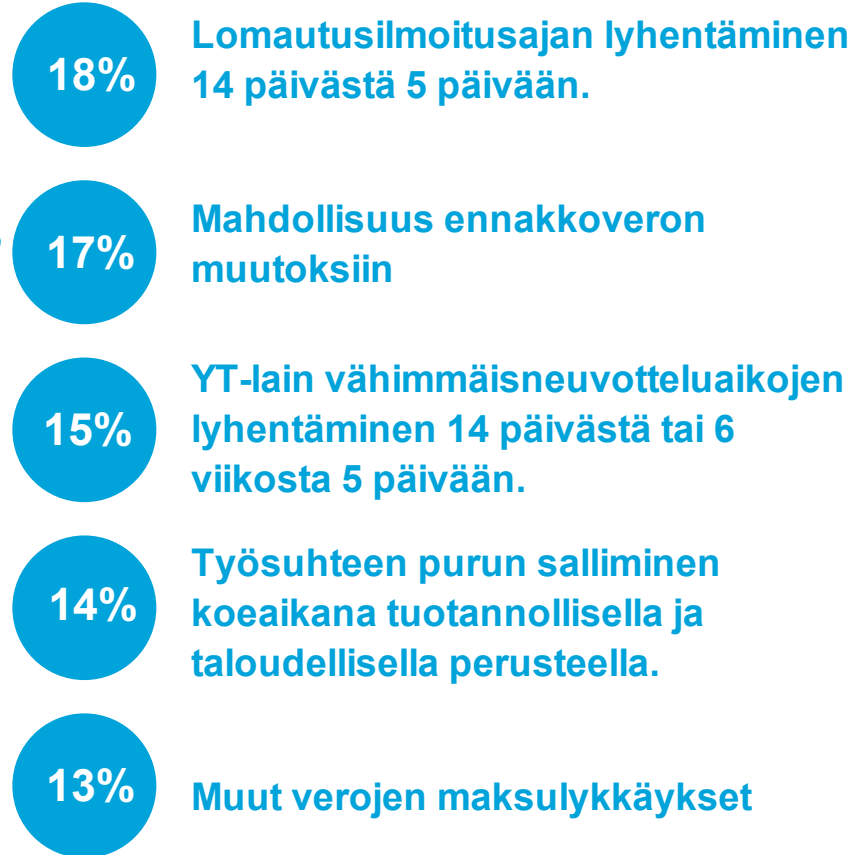 18%
Lomautusilmoitusajan lyhentäminen
14 päivästä 5 päivään.
17%
Mahdollisuus ennakkoveron
muutoksiin
15%
YT-lain vähimmäisneuvotteluaikojen
lyhentäminen 14 päivästä tai 6
viikosta 5 päivään.
14%
Työsuhteen purun salliminen
koeaikana tuotannollisella ja
taloudellisella perusteella.
13%
Muut verojen maksulykkäykset